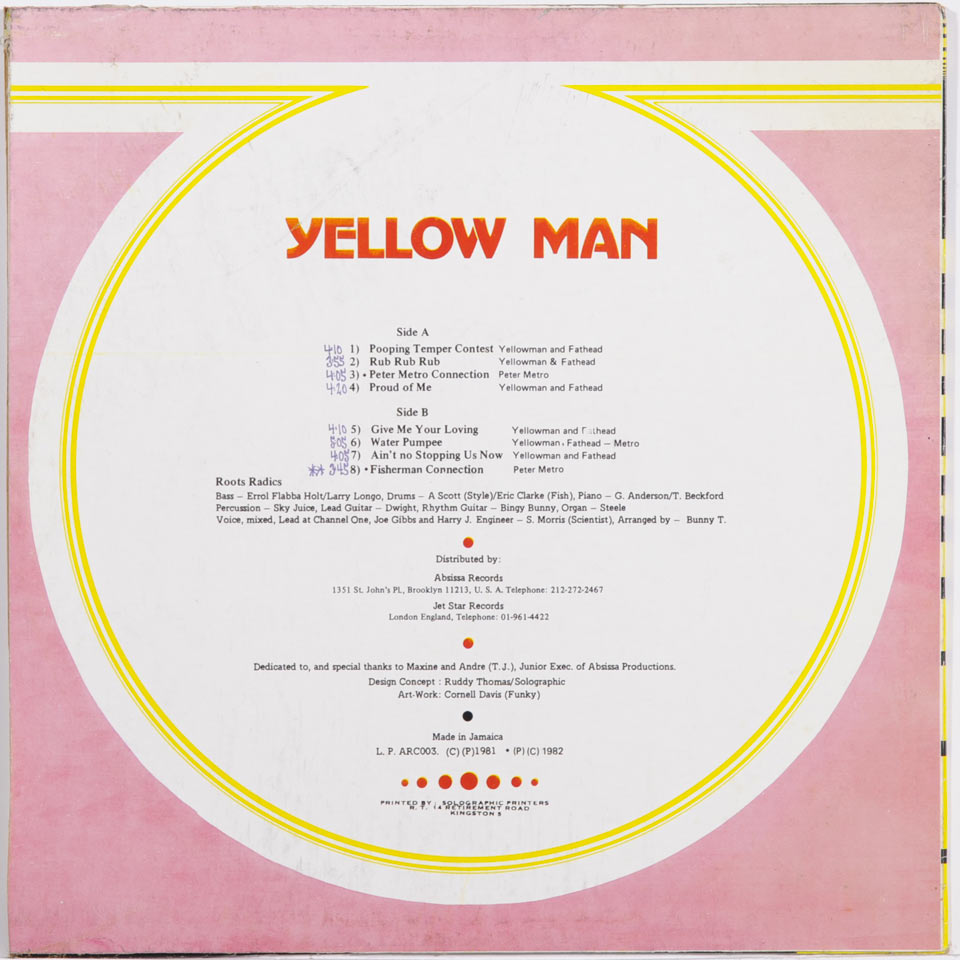 YELLOW MAN
Side A
4:10 1) Pooping Temper Contest Yellowman and Fathead
3:55 2) Rub Rub Rub Yellowman & Fathead
4:05 3) • Peter Metro Connection Peter Metro
4:20 4) Proud of Me Yellowman and Fathead
Side B
4:10 5) Give Me Your Loving Yellowman and Fathead
5:05 6) Water Pumpee Yellowman, Fathead – Metro
4:05 7) Ain't no Stopping Us Now Yellowman and Fathead
** 3:45 8) • Fisherman Connection Peter Metro
Roots Radics
Bass – Errol Flabba Holt/Larry Longo, Drums – A Scott (Style)/Eric Clarke (Fish), Piano – G. Anderson/T. Beckford
Percussion – Sky Juice, Lead Guitar – Dwight, Rhythm Guitar – Bingy Bunny, Organ – Steele
Voice, mixed, Lead at Channel One, Joe Gibbs and Harry J. Engineer – S. Morris (Scientist), Arranged by – Bunny T.
Distributed by:
Absissa Records
1351 St. John's Pl., Brooklyn 11213, U. S. A. Telephone: 212-272-2467
Jet Star Records
London England, Telephone: 01-961-4422
Dedicated to, and special thanks to Maxine and Andre (T.J.), Junior Exec. of Absissa Productions.
Design Concept : Ruddy Thomas/Solographic
Art-Work: Cornell Davis (Funky)
Made in Jamaica
L. P. ARC003. (C) (P)1981 • (P) (C) 1982
PRINTED BY : SOLOGRAPHIC PRINTERS
R. T. 14 RETIREMENT ROAD
KINGSTON 5